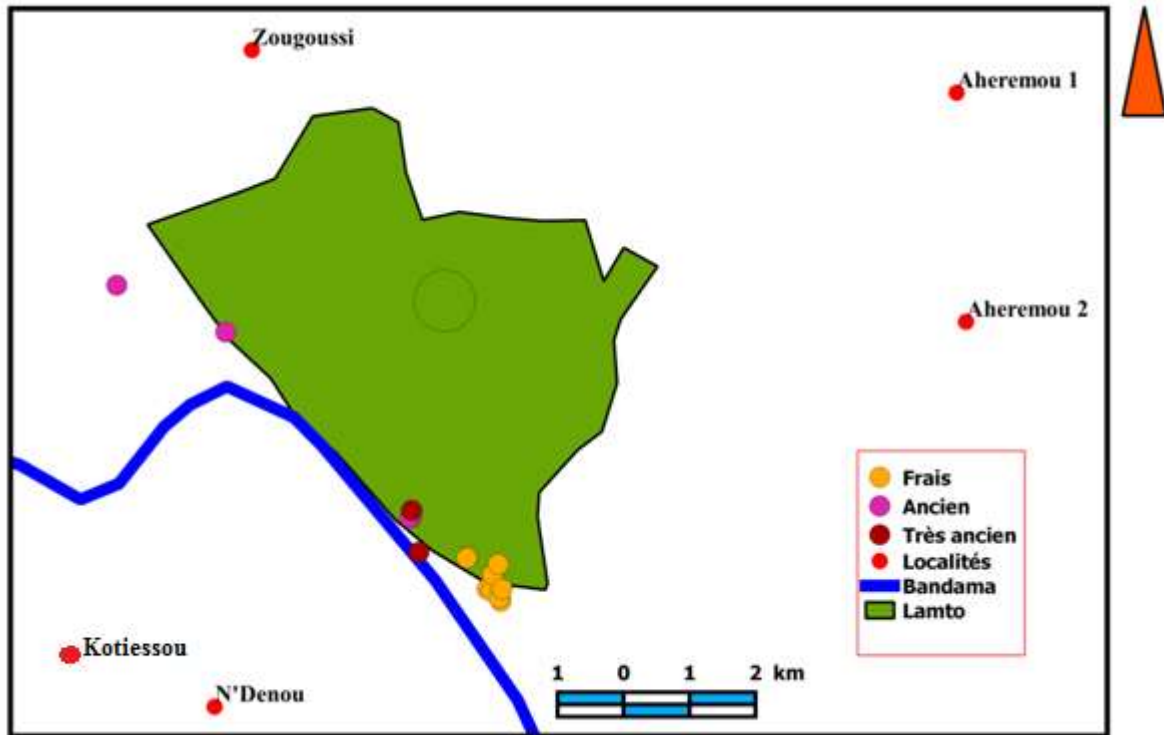 Zougoussi
Aheremou 1
Aheremou 2
Frais
Ancien
Très ancien
Localités
Bandama
Lamto
Kotiessou
N'Denou
1 0 1 2 km